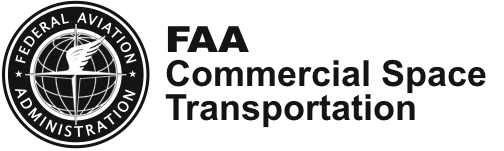 FEDERAL AVIATION
ADMINISTRATION
FAA
Commercial Space
Transportation